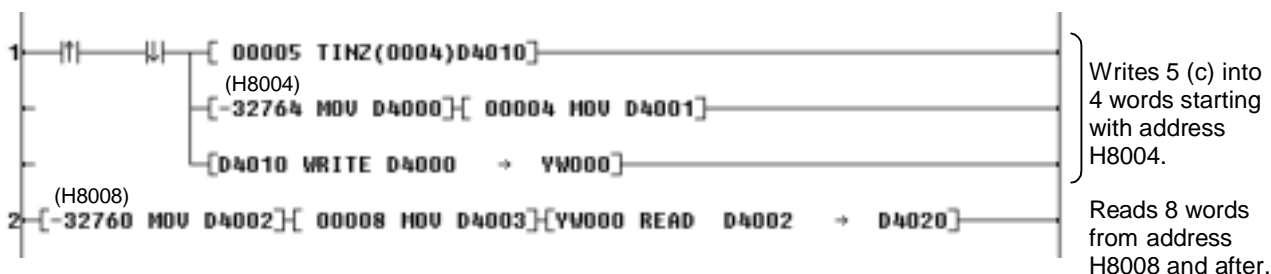 1 [ 00005 TINZ(0004)D4010]
(H8004)
[-32764 MOV D4000][ 00004 MOV D4001]
[D4010 WRITE D4000 → YW000]
Writes 5 (c) into
4 words starting
with address
H8004.
(H8008)
2 [-32760 MOV D4002][ 00008 MOV D4003][YW000 READ D4002 → D4020]
Reads 8 words
from address
H8008 and after.